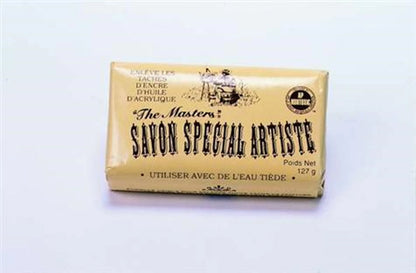 ENLÈVE LES
TACHES
D'ENCRE
D'HUILE
D'ACRYLIQUE
"The Masters"
SAVON SPECIAL ARTISTE
Poids Net
127 g
• UTILISER AVEC DE L'EAU TIÈDE •